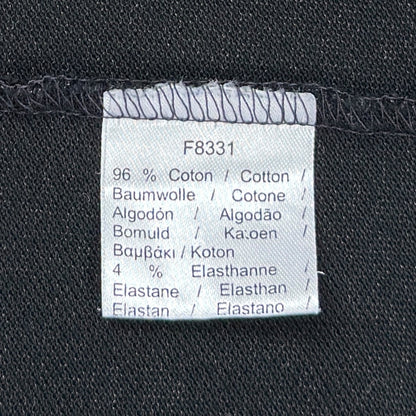 F8331
96 % Coton / Cotton /
Baumwolle / Cotone /
Algodón / Algodão /
Bomuld / Katoen /
Βαμβάκι / Koton
4 % Elasthanne /
Elastane / Elasthan /
Elastan / Elastano /